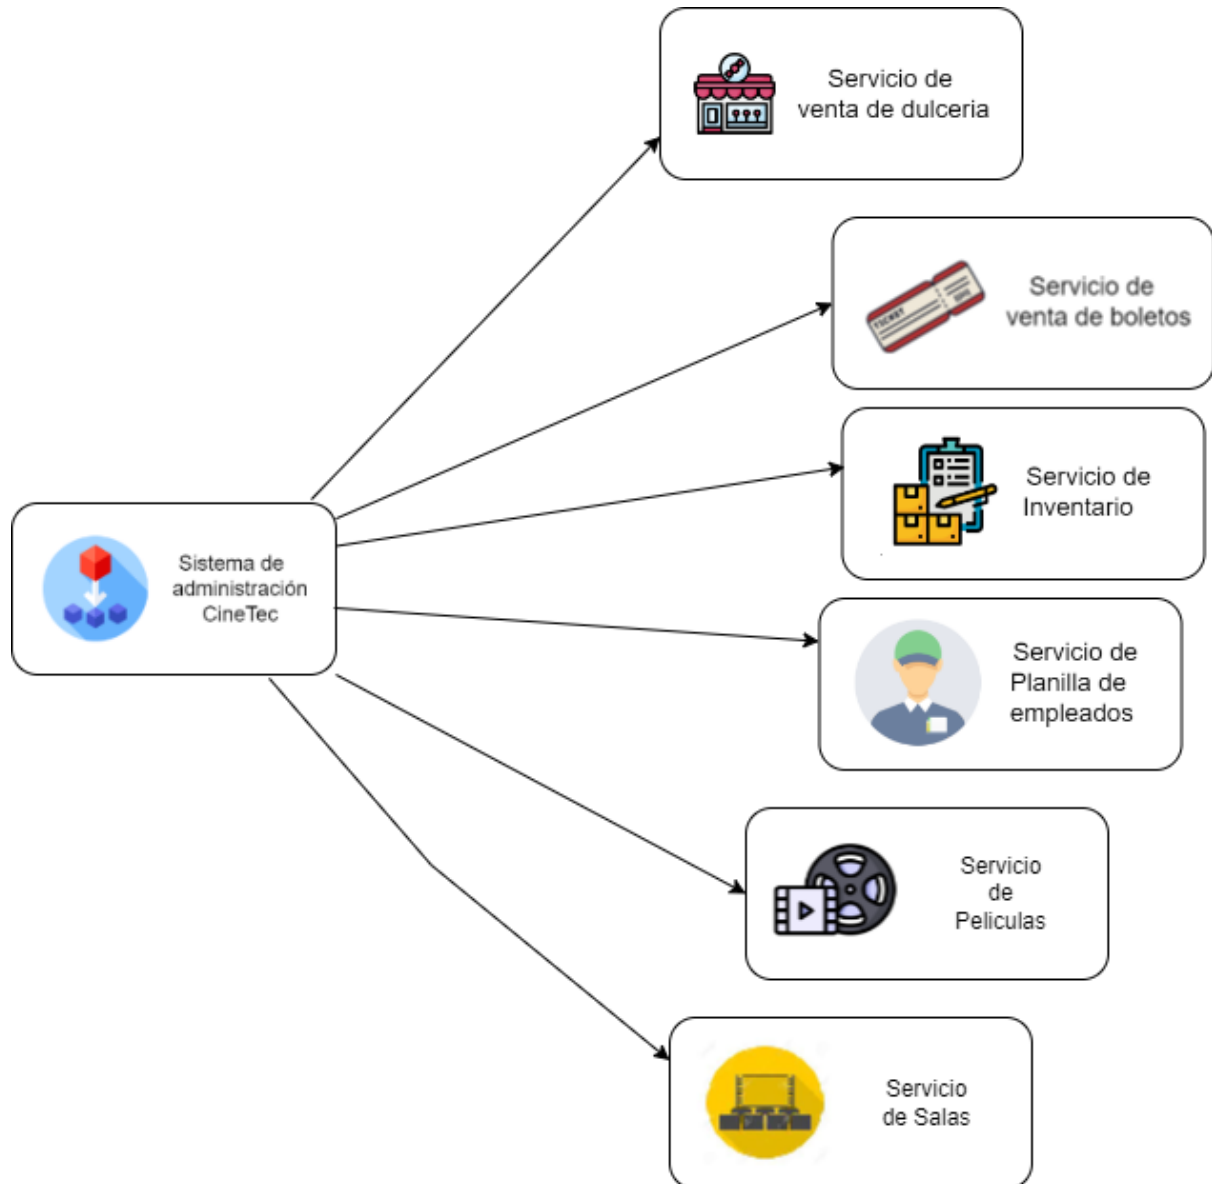 Servicio de
venta de dulceria
TICKET
Servicio de
venta de boletos
Servicio de
Inventario
Sistema de
administración
CineTec
Servicio de
Planilla de
empleados
Servicio
de
Peliculas
Servicio
de Salas